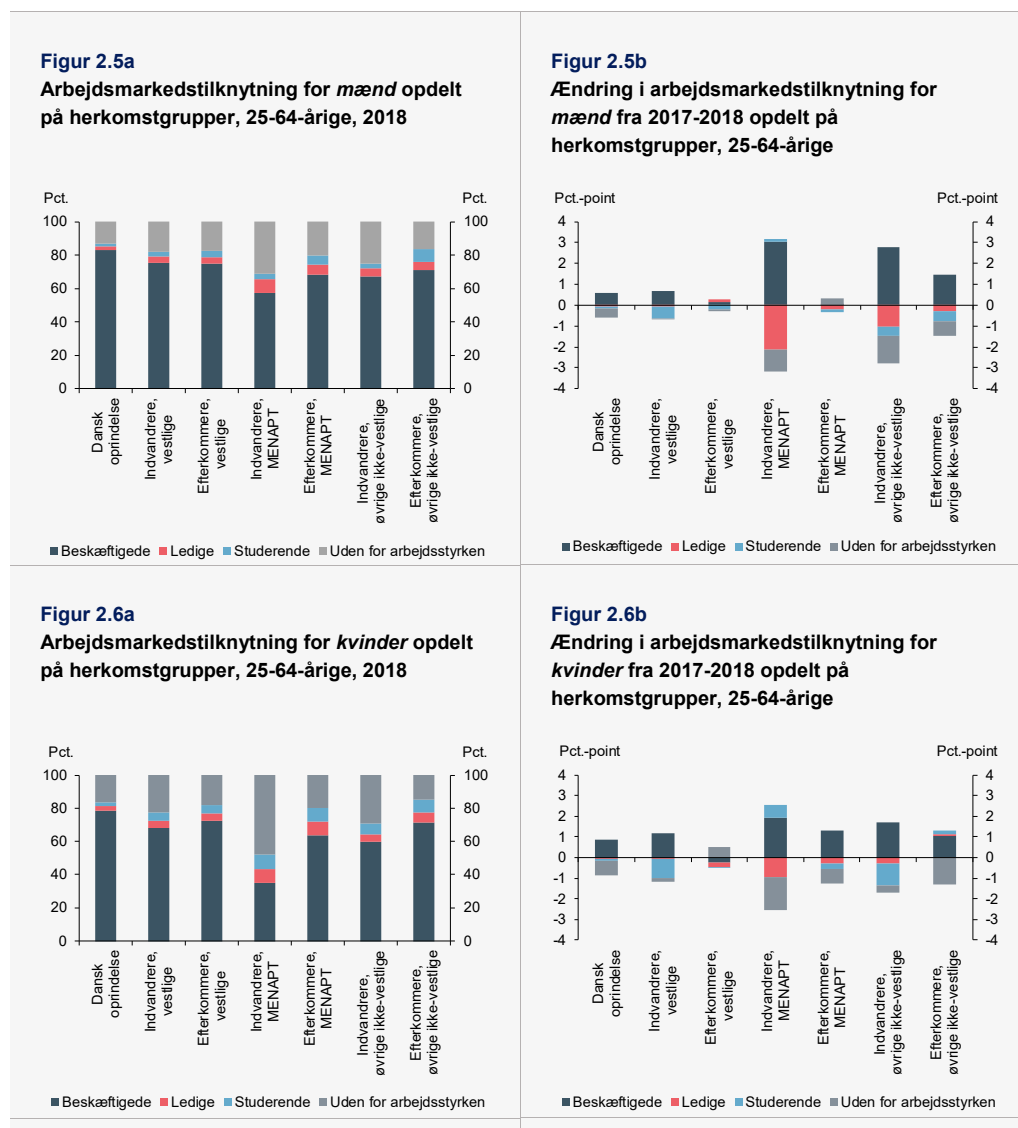 Figur 2.5a
Arbejdsmarkedstilknytning for mænd opdelt
på herkomstgrupper, 25-64-årige, 2018
Pct. Pct.
100 100
80 80
60 60
40 40
20 20
0 0
Dansk
oprindelse
Indvandrere,
vestlige
Efterkommere,
vestlige
Indvandrere,
MENAPT
Efterkommere,
MENAPT
Indvandrere,
øvrige ikke-vestlige
Efterkommere,
øvrige ikke-vestlige
Beskæftigede Ledige Studerende Uden for arbejdsstyrken
Figur 2.5b
Ændring i arbejdsmarkedstilknytning for
mænd fra 2017-2018 opdelt på
herkomstgrupper, 25-64-årige
Pct.-point Pct.-point
4 4
3 3
2 2
1 1
0 0
-1 -1
-2 -2
-3 -3
-4 -4
Dansk
oprindelse
Indvandrere,
vestlige
Efterkommere,
vestlige
Indvandrere,
MENAPT
Efterkommere,
MENAPT
Indvandrere,
øvrige ikke-vestlige
Efterkommere,
øvrige ikke-vestlige
Beskæftigede Ledige Studerende Uden for arbejdsstyrken
Figur 2.6a
Arbejdsmarkedstilknytning for kvinder opdelt
på herkomstgrupper, 25-64-årige, 2018
Pct. Pct.
100 100
80 80
60 60
40 40
20 20
0 0
Dansk
oprindelse
Indvandrere,
vestlige
Efterkommere,
vestlige
Indvandrere,
MENAPT
Efterkommere,
MENAPT
Indvandrere,
øvrige ikke-vestlige
Efterkommere,
øvrige ikke-vestlige
Beskæftigede Ledige Studerende Uden for arbejdsstyrken
Figur 2.6b
Ændring i arbejdsmarkedstilknytning for
kvinder fra 2017-2018 opdelt på
herkomstgrupper, 25-64-årige
Pct.-point Pct.-point
4 4
3 3
2 2
1 1
0 0
-1 -1
-2 -2
-3 -3
-4 -4
Dansk
oprindelse
Indvandrere,
vestlige
Efterkommere,
vestlige
Indvandrere,
MENAPT
Efterkommere,
MENAPT
Indvandrere,
øvrige ikke-vestlige
Efterkommere,
øvrige ikke-vestlige
Beskæftigede Ledige Studerende Uden for arbejdsstyrken